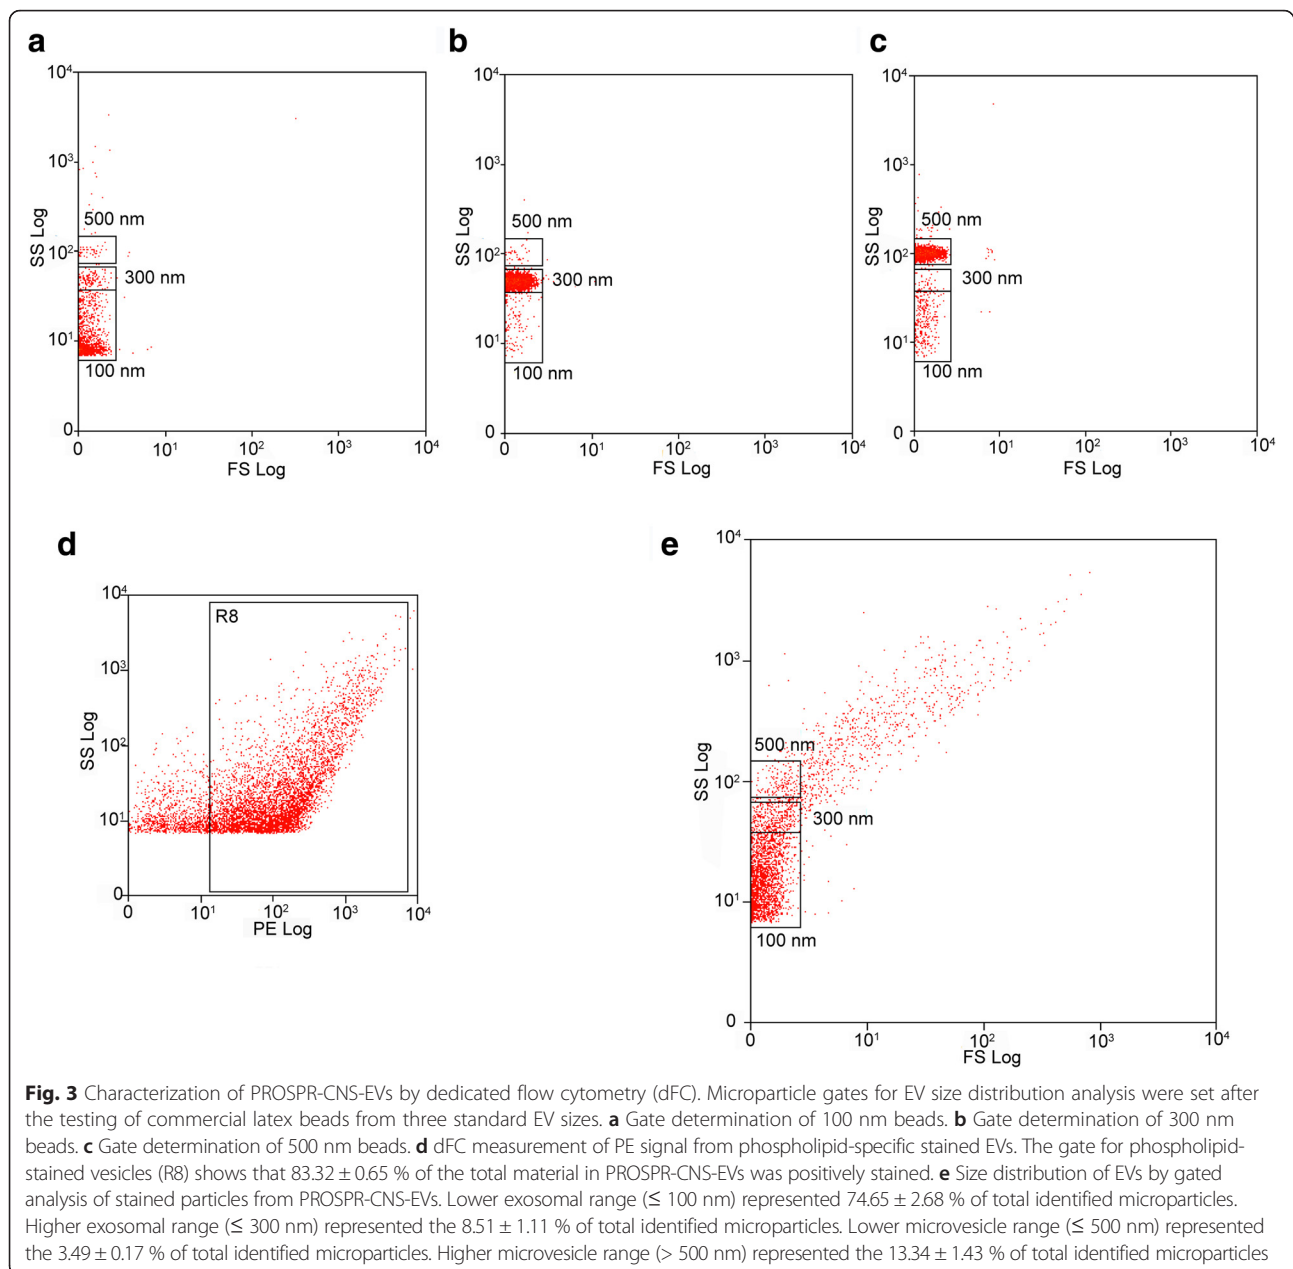 a
10⁴
10³
500 nm
10²
300 nm
10¹
100 nm
0
SS Log
0 10¹ 10² 10³ 10⁴
FS Log
b
10⁴
10³
500 nm
10²
300 nm
10¹
100 nm
0
SS Log
0 10¹ 10² 10³ 10⁴
FS Log
c
10⁴
10³
500 nm
10²
300 nm
10¹
100 nm
0
SS Log
0 10¹ 10² 10³ 10⁴
FS Log
d
10⁴
R8
10³
10²
10¹
0
SS Log
0 10¹ 10² 10³ 10⁴
PE Log
e
10⁴
10³
500 nm
10²
300 nm
10¹
100 nm
0
SS Log
0 10¹ 10² 10³ 10⁴
FS Log
Fig. 3 Characterization of PROSPR-CNS-EVs by dedicated flow cytometry (dFC). Microparticle gates for EV size distribution analysis were set after
the testing of commercial latex beads from three standard EV sizes. a Gate determination of 100 nm beads. b Gate determination of 300 nm
beads. c Gate determination of 500 nm beads. d dFC measurement of PE signal from phospholipid-specific stained EVs. The gate for phospholipid-
stained vesicles (R8) shows that 83.32 ± 0.65 % of the total material in PROSPR-CNS-EVs was positively stained. e Size distribution of EVs by gated
analysis of stained particles from PROSPR-CNS-EVs. Lower exosomal range (≤ 100 nm) represented 74.65 ± 2.68 % of total identified microparticles.
Higher exosomal range (≤ 300 nm) represented the 8.51 ± 1.11 % of total identified microparticles. Lower microvesicle range (≤ 500 nm) represented
the 3.49 ± 0.17 % of total identified microparticles. Higher microvesicle range (> 500 nm) represented the 13.34 ± 1.43 % of total identified microparticles